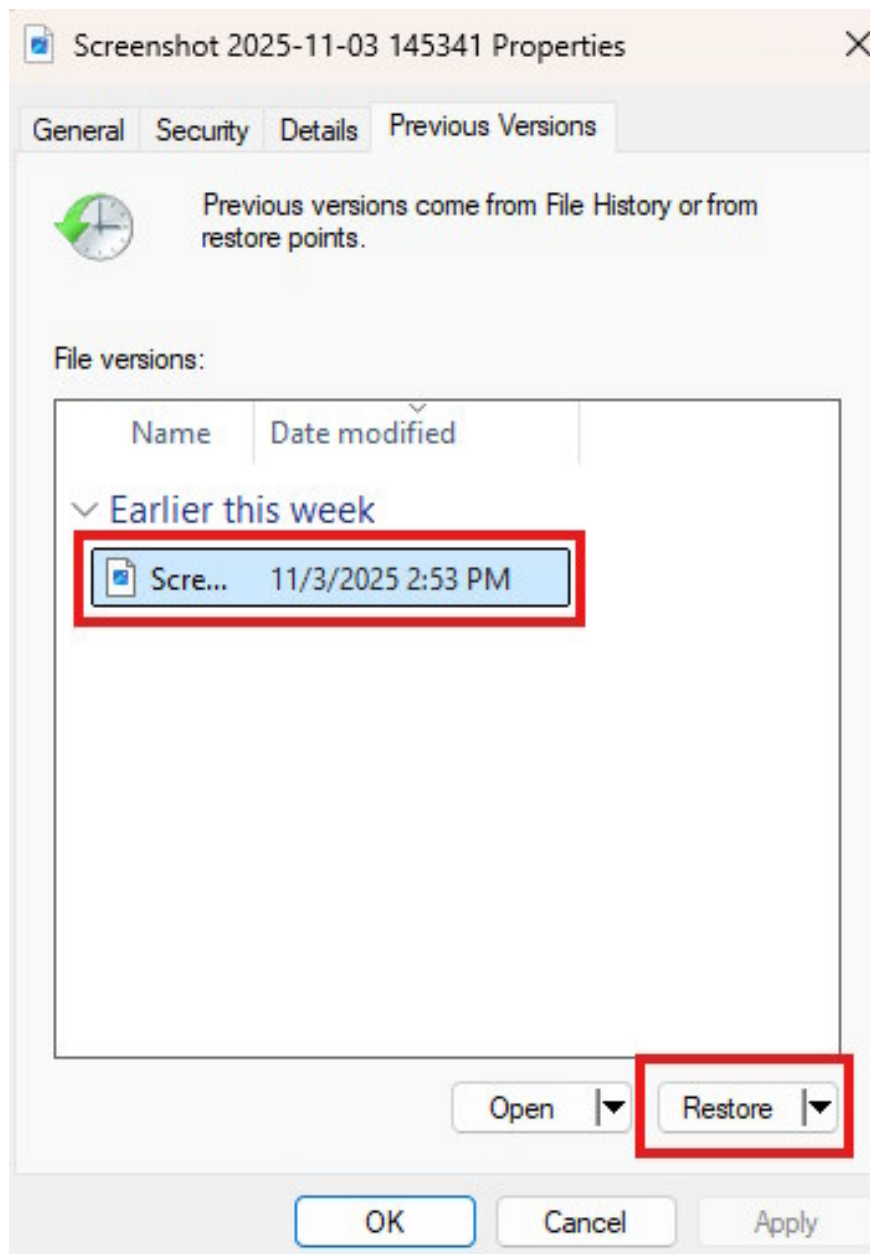 Screenshot 2025-11-03 145341 Properties
General Security Details Previous Versions
Previous versions come from File History or from
restore points.
File versions:
Name Date modified
Earlier this week
Scre... 11/3/2025 2:53 PM
Open Restore
OK Cancel Apply